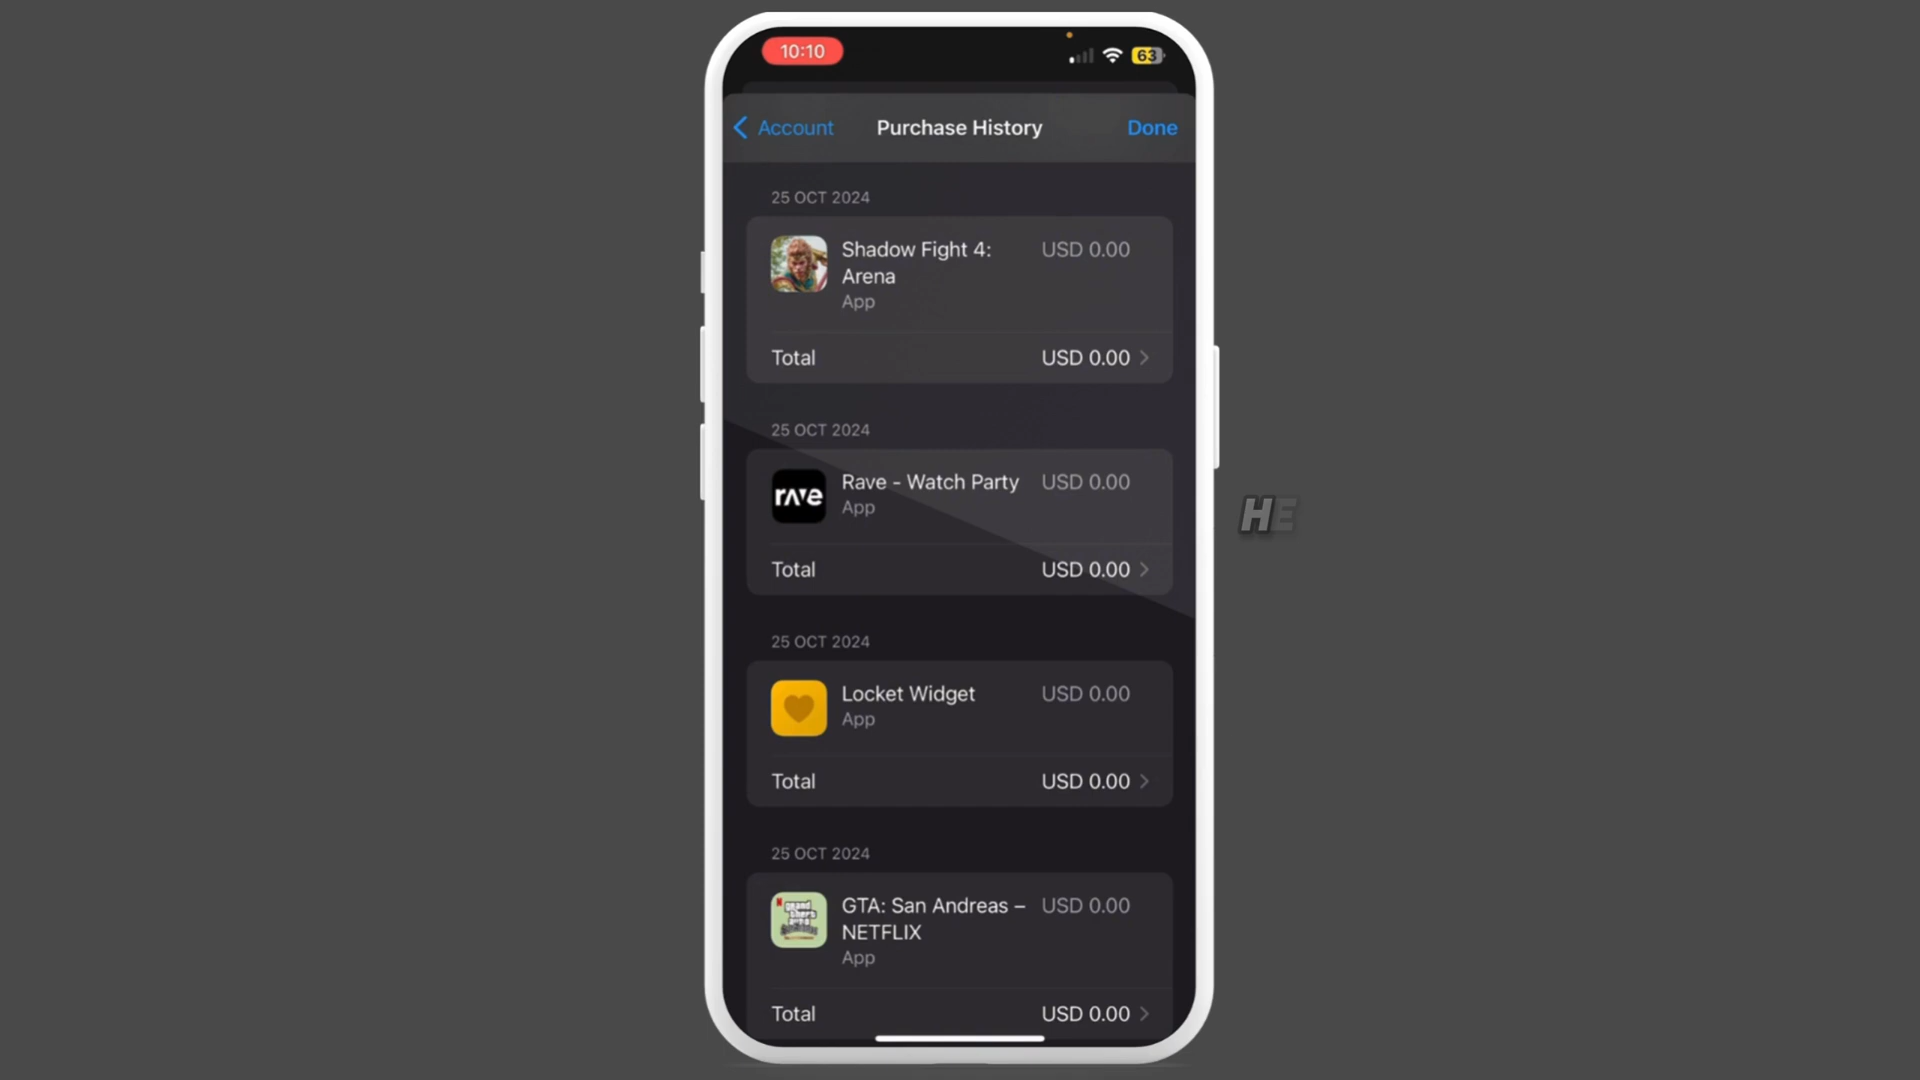 10:10
63
Account
Purchase History
Done
25 OCT 2024
Shadow Fight 4: USD 0.00
Arena
App
Total USD 0.00
25 OCT 2024
rave
Rave - Watch Party USD 0.00
App
Total USD 0.00
25 OCT 2024
Locket Widget USD 0.00
App
Total USD 0.00
25 OCT 2024
grand
theft
auto
GTA: San Andreas – USD 0.00
NETFLIX
App
Total USD 0.00
HE